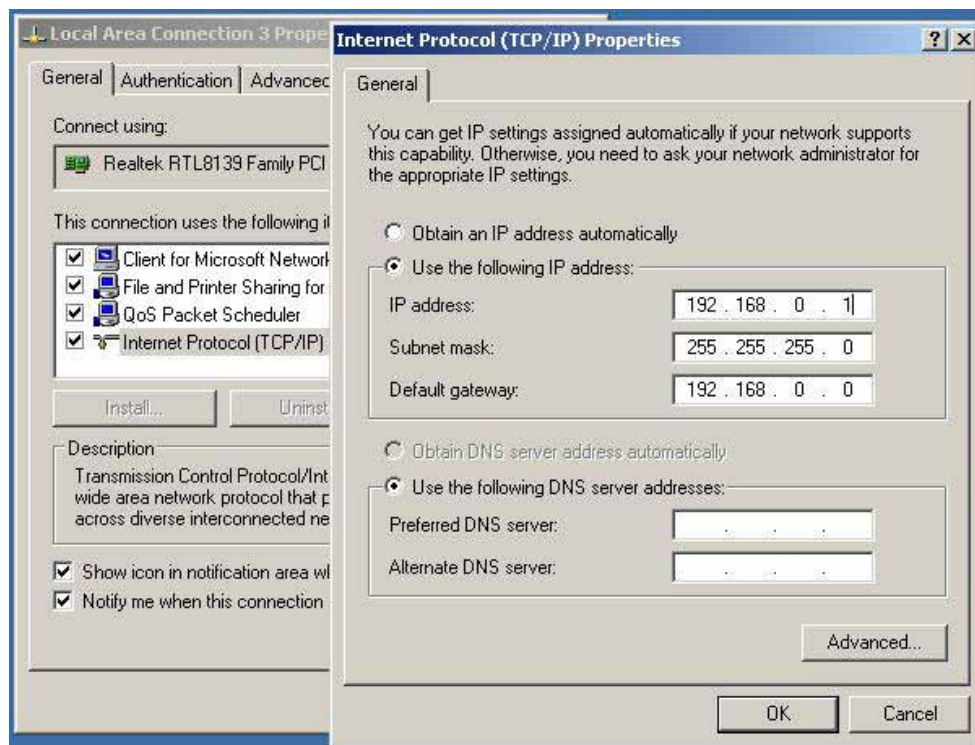 Local Area Connection 3 Prope
General Authentication Advanced
Connect using:
Realtek RTL8139 Family PCI
This connection uses the following it
Client for Microsoft Network
File and Printer Sharing for
QoS Packet Scheduler
Internet Protocol (TCP/IP)
Install... Uninst
Description
Transmission Control Protocol/Int
wide area network protocol that p
across diverse interconnected ne
Show icon in notification area wh
Notify me when this connection
Internet Protocol (TCP/IP) Properties
General
You can get IP settings assigned automatically if your network supports
this capability. Otherwise, you need to ask your network administrator for
the appropriate IP settings.
Obtain an IP address automatically
Use the following IP address:
IP address: 192 . 168 . 0 . 1
Subnet mask: 255 . 255 . 255 . 0
Default gateway: 192 . 168 . 0 . 0
Obtain DNS server address automatically
Use the following DNS server addresses:
Preferred DNS server: . . .
Alternate DNS server: . . .
Advanced...
OK Cancel